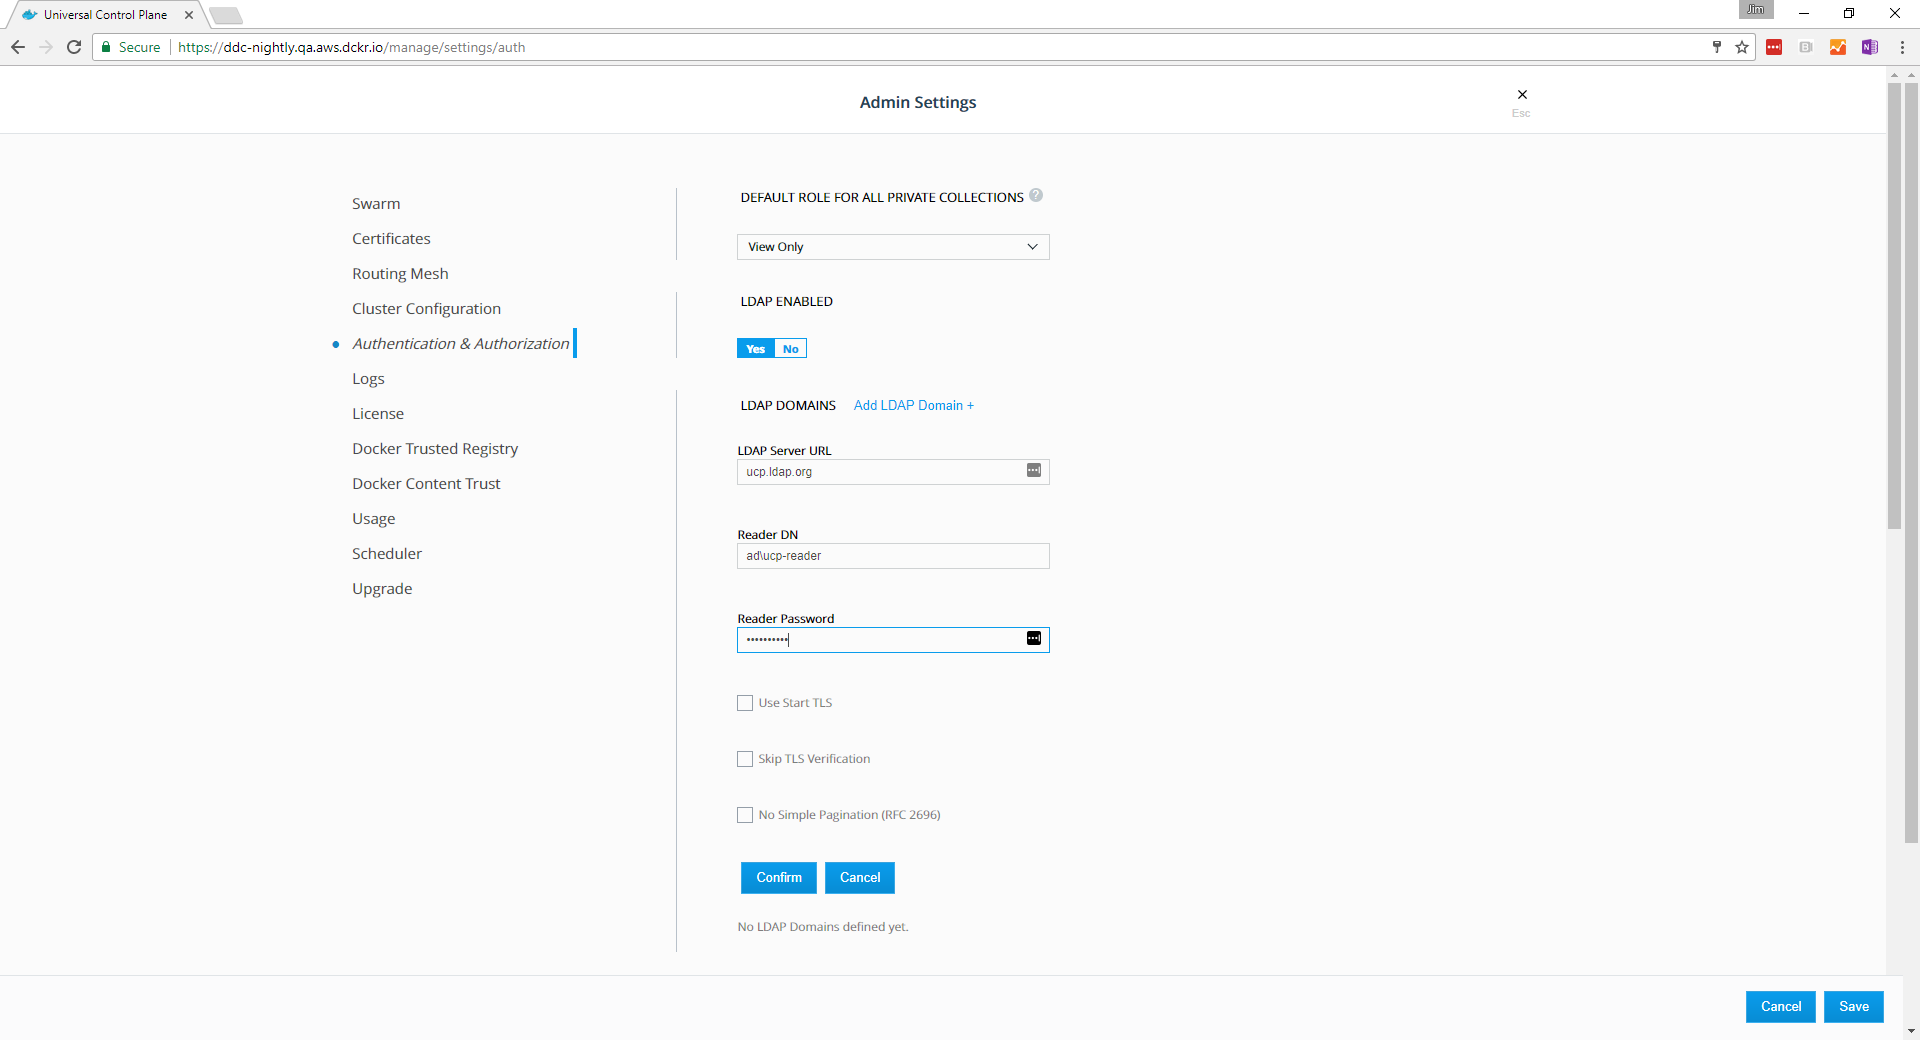 Universal Control Plane
Jim
Secure
https://ddc-nightly.qa.aws.dckr.io/manage/settings/auth
Admin Settings
Esc
Swarm
Certificates
Routing Mesh
Cluster Configuration
Authentication & Authorization
Logs
License
Docker Trusted Registry
Docker Content Trust
Usage
Scheduler
Upgrade
DEFAULT ROLE FOR ALL PRIVATE COLLECTIONS ?
View Only
LDAP ENABLED
Yes No
LDAP DOMAINS Add LDAP Domain +
LDAP Server URL
ucp.ldap.org
Reader DN
ad\ucp-reader
Reader Password
••••••••••
Use Start TLS
Skip TLS Verification
No Simple Pagination (RFC 2696)
Confirm Cancel
No LDAP Domains defined yet.
Cancel Save